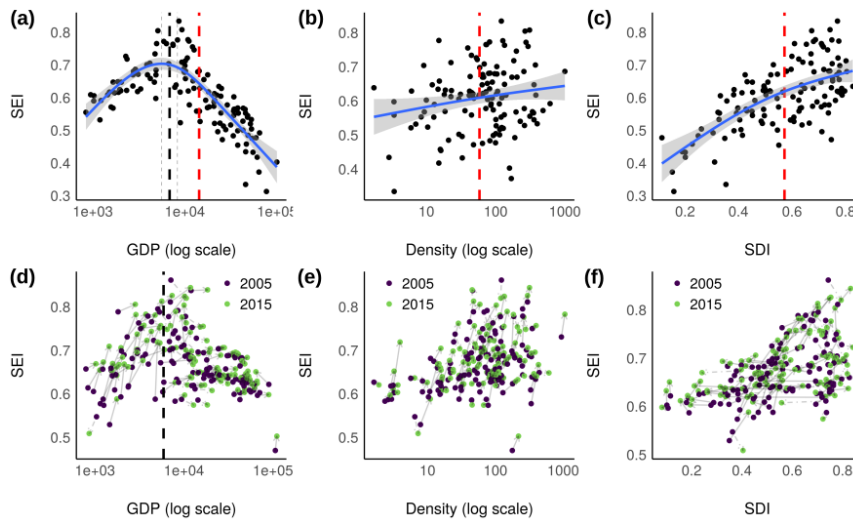 (a) (b) (c)
0.8 0.8 0.8
0.7 0.7 0.7
0.6 0.6 0.6
0.5 0.5 0.5
0.4 0.4 0.4
0.3 0.3
SEI SEI SEI
1e+03 1e+04 1e+05 10 100 1000 0.2 0.4 0.6 0.8
GDP (log scale) Density (log scale) SDI
(d) (e) (f)
2005 2005 2005
2015 2015 2015
0.8 0.8 0.8
0.7 0.7 0.7
0.6 0.6 0.6
0.5 0.5 0.5
SEI SEI SEI
1e+03 1e+04 1e+05 10 100 1000 0.2 0.4 0.6 0.8
GDP (log scale) Density (log scale) SDI